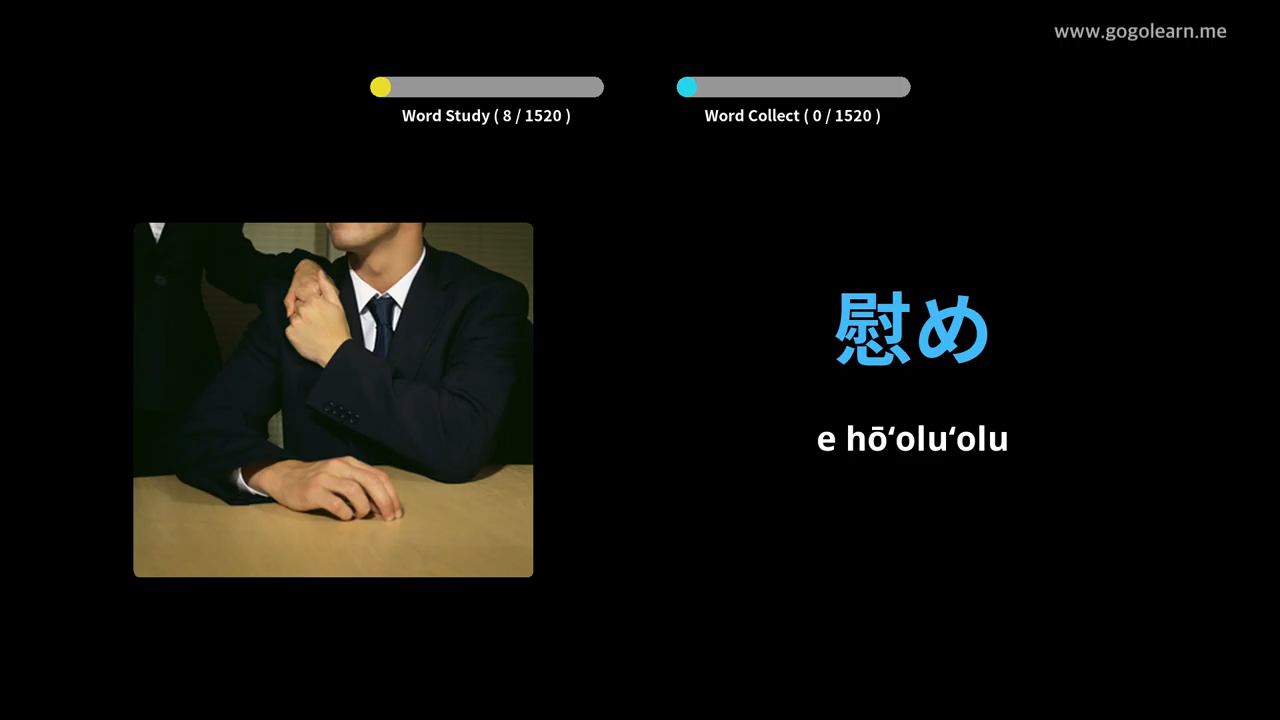 www.gogolearn.me
Word Study ( 8 / 1520 )
Word Collect ( 0 / 1520 )
慰め
e hōʻoluʻolu